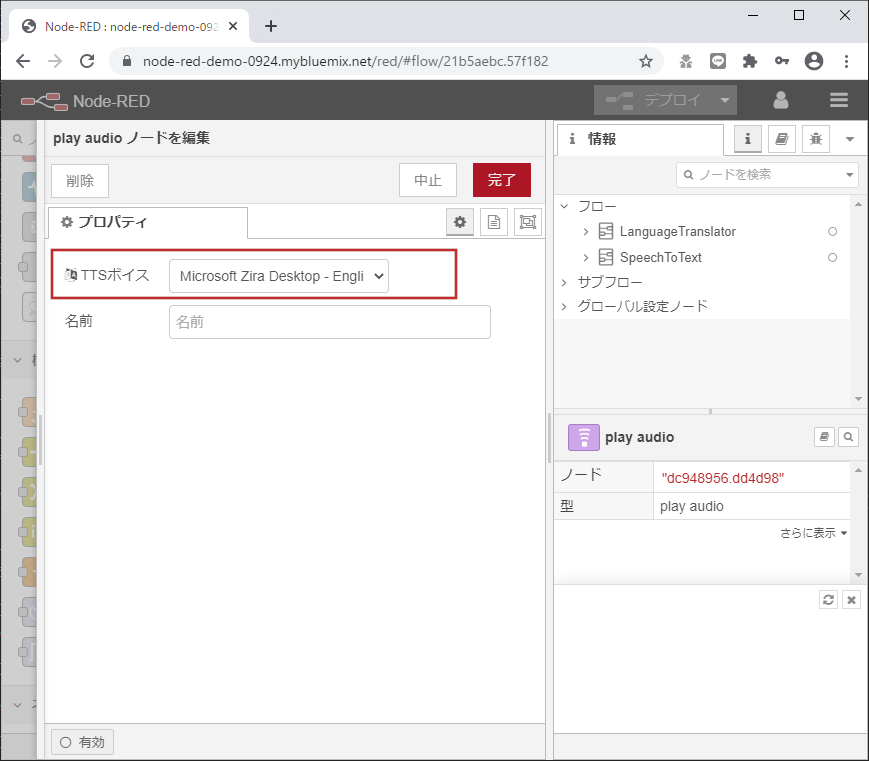 Node-RED : node-red-demo-092
node-red-demo-0924.mybluemix.net/red/#flow/21b5aebc.57f182
Node-RED
デプロイ
play audio ノードを編集
削除
中止
完了
プロパティ
TTSボイス
Microsoft Zira Desktop - Engli
名前
名前
有効
情報
ノードを検索
フロー
LanguageTranslator
SpeechToText
サブフロー
グローバル設定ノード
play audio
ノード
"dc948956.dd4d98"
型
play audio
さらに表示